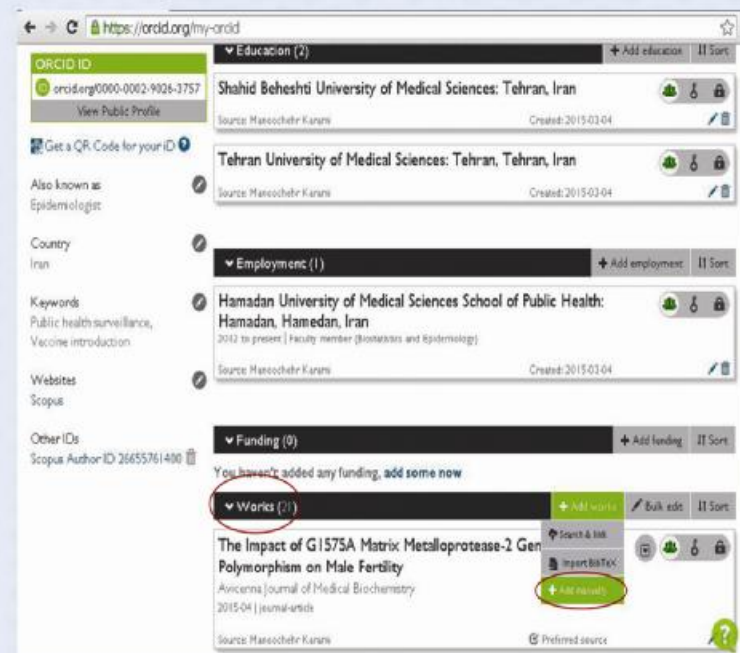 https://orcid.org/my-orcid
ORCID ID
orcid.org/0000-0002-9026-3757
View Public Profile
Get a QR Code for your iD ?
Also known as
Epidemiologist
Country
Iran
Keywords
Public health surveillance,
Vaccine introduction
Websites
Scopus
Other IDs
Scopus Author ID 26655761400
Education (2)
+ Add education Sort
Shahid Beheshti University of Medical Sciences: Tehran, Iran
Source: Manoochehr Karami Created: 2015-03-04
Tehran University of Medical Sciences: Tehran, Tehran, Iran
Source: Manoochehr Karami Created: 2015-03-04
Employment (1)
+ Add employment Sort
Hamadan University of Medical Sciences School of Public Health:
Hamadan, Hamedan, Iran
2012 to present | Faculty member (Biostatistics and Epidemiology)
Source: Manoochehr Karami Created: 2015-03-04
Funding (0)
+ Add funding Sort
You haven't added any funding, add some now
Works (21)
+ Add works Bulk edit Sort
Search & link
Import BibTeX
+ Add manually
The Impact of G1575A Matrix Metalloprotease-2 Gen
Polymorphism on Male Fertility
Avicenna Journal of Medical Biochemistry
2015-04 | journal-article
Source: Manoochehr Karami Preferred source
?